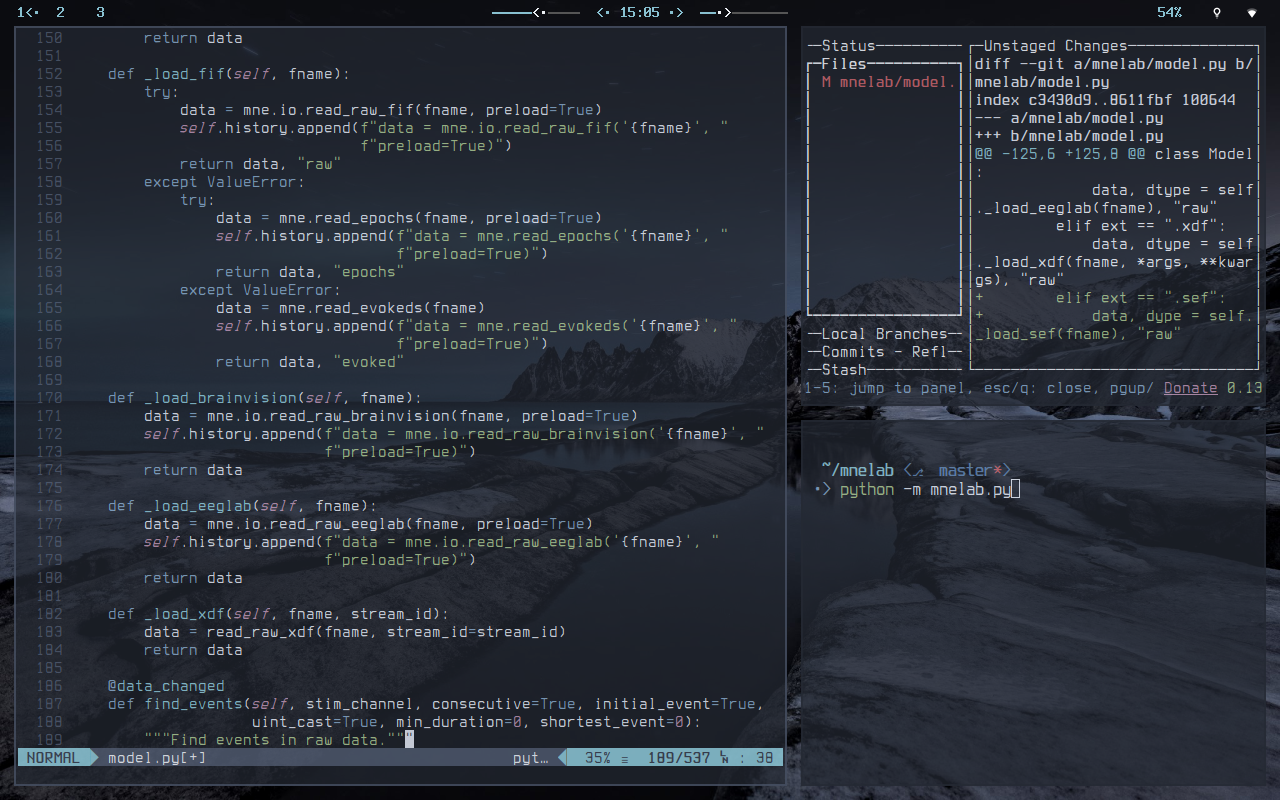 1 2 3
15:05
54%
150 return data
151
152 def _load_fif(self, fname):
153 try:
154 data = mne.io.read_raw_fif(fname, preload=True)
155 self.history.append(f"data = mne.io.read_raw_fif('{fname}', "
156 f"preload=True)")
157 return data, "raw"
158 except ValueError:
159 try:
160 data = mne.read_epochs(fname, preload=True)
161 self.history.append(f"data = mne.read_epochs('{fname}', "
162 f"preload=True)")
163 return data, "epochs"
164 except ValueError:
165 data = mne.read_evokeds(fname)
166 self.history.append(f"data = mne.read_evokeds('{fname}', "
167 f"preload=True)")
168 return data, "evoked"
169
170 def _load_brainvision(self, fname):
171 data = mne.io.read_raw_brainvision(fname, preload=True)
172 self.history.append(f"data = mne.io.read_raw_brainvision('{fname}', "
173 f"preload=True)")
174 return data
175
176 def _load_eeglab(self, fname):
177 data = mne.io.read_raw_eeglab(fname, preload=True)
178 self.history.append(f"data = mne.io.read_raw_eeglab('{fname}', "
179 f"preload=True)")
180 return data
181
182 def _load_xdf(self, fname, stream_id):
183 data = read_raw_xdf(fname, stream_id=stream_id)
184 return data
185
186 @data_changed
187 def find_events(self, stim_channel, consecutive=True, initial_event=True,
188 uint_cast=True, min_duration=0, shortest_event=0):
189 """Find events in raw data."""
NORMAL model.py[+] pyt… 35% ≡ 189/537 LN : 38
Status
Files
M mnelab/model.
Local Branches
Commits - Refl
Stash
Unstaged Changes
diff --git a/mnelab/model.py b/
mnelab/model.py
index c3430d9..8611fbf 100644
--- a/mnelab/model.py
+++ b/mnelab/model.py
@@ -125,6 +125,8 @@ class Model
:
data, dtype = self
._load_eeglab(fname), "raw"
elif ext == ".xdf":
data, dtype = self
._load_xdf(fname, *args, **kwar
gs), "raw"
+ elif ext == ".sef":
+ data, dype = self.
_load_sef(fname), "raw"
1-5: jump to panel, esc/q: close, pgup/ Donate 0.13
~/mnelab master*
python -m mnelab.py